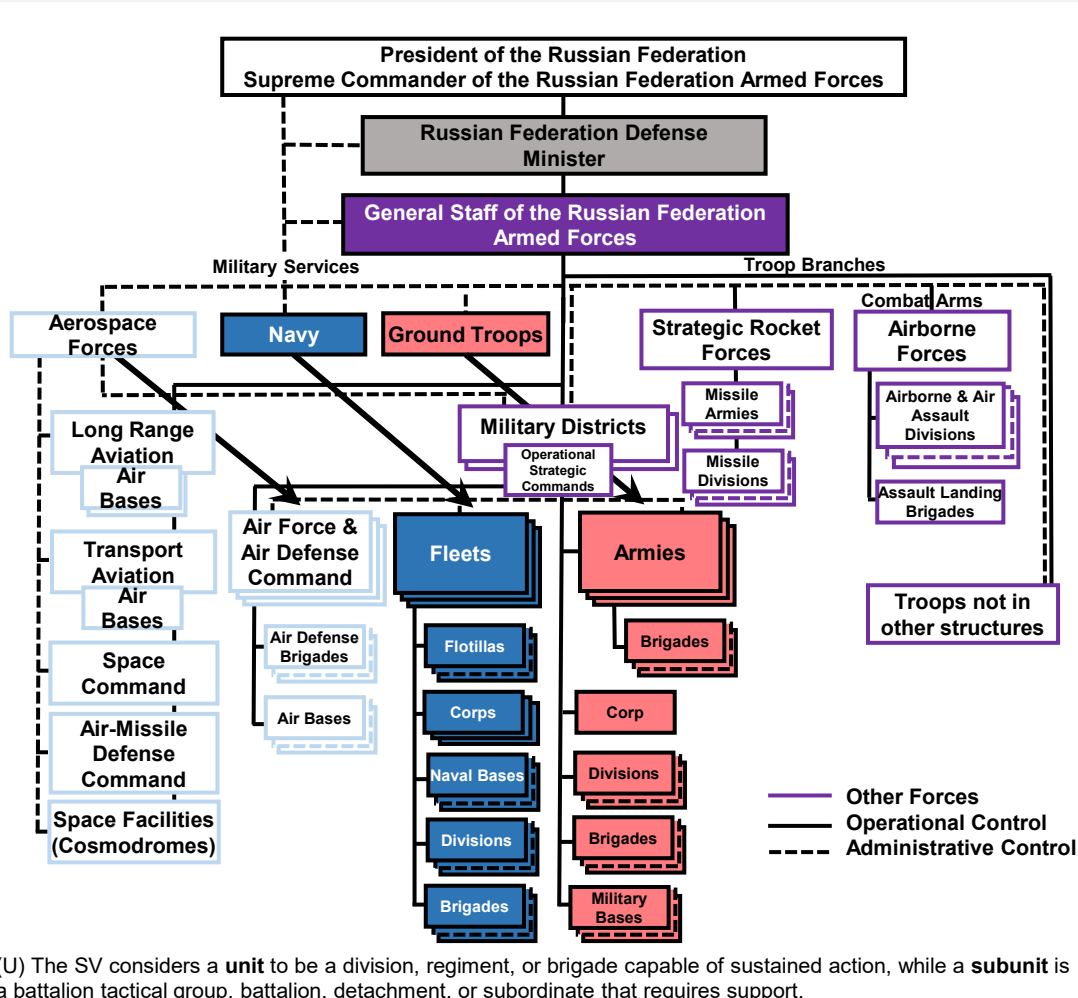 President of the Russian Federation
Supreme Commander of the Russian Federation Armed Forces
Russian Federation Defense
Minister
General Staff of the Russian Federation
Armed Forces
Military Services
Troop Branches
Combat Arms
Aerospace
Forces
Navy
Ground Troops
Strategic Rocket
Forces
Airborne
Forces
Long Range
Aviation
Air
Bases
Transport
Aviation
Air
Bases
Space
Command
Air-Missile
Defense
Command
Space Facilities
(Cosmodromes)
Military Districts
Operational
Strategic
Commands
Missile
Armies
Missile
Divisions
Airborne & Air
Assault
Divisions
Assault Landing
Brigades
Air Force &
Air Defense
Command
Air Defense
Brigades
Air Bases
Fleets
Flotillas
Corps
Naval Bases
Divisions
Brigades
Armies
Brigades
Corp
Divisions
Brigades
Military
Bases
Troops not in
other structures
Other Forces
Operational Control
Administrative Control
(U) The SV considers a unit to be a division, regiment, or brigade capable of sustained action, while a subunit is
a battalion tactical group, battalion, detachment, or subordinate that requires support.